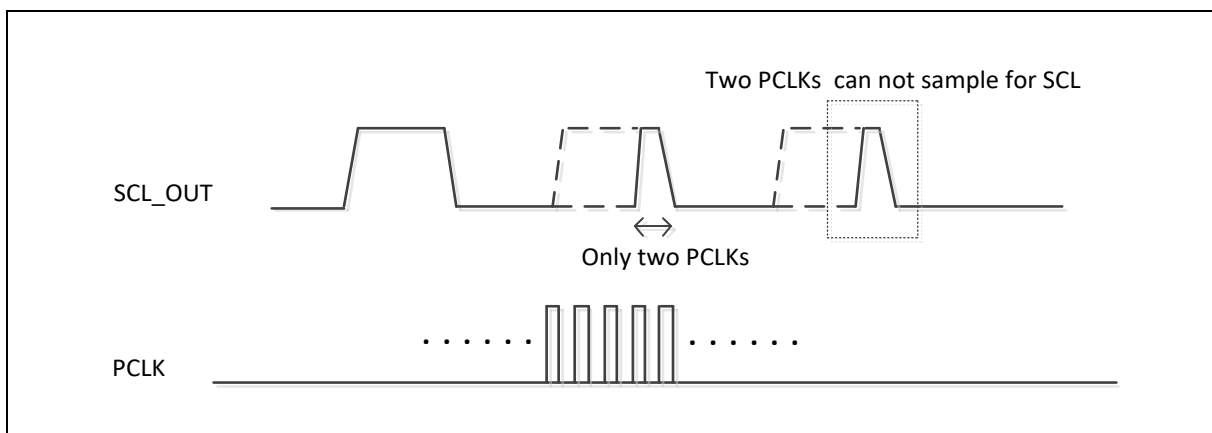 Two PCLKs can not sample for SCL
SCL_OUT
Only two PCLKs
PCLK